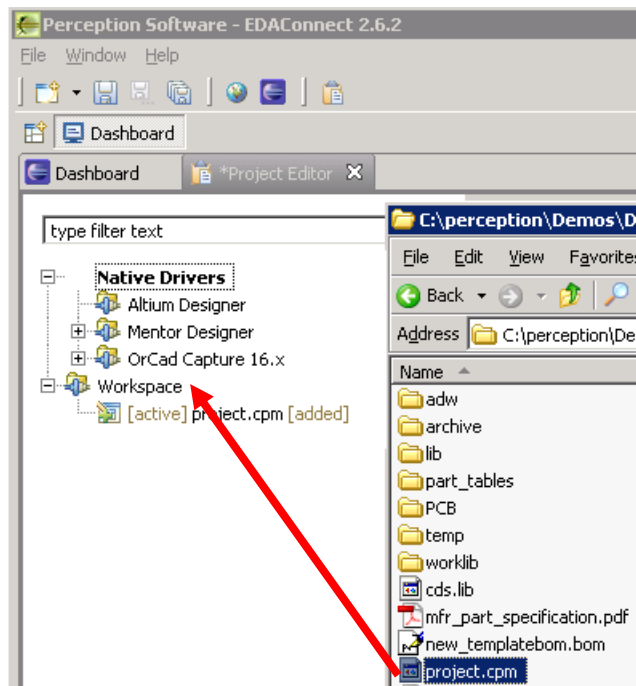 Perception Software - EDAConnect 2.6.2
File Window Help
Dashboard
Dashboard *Project Editor
type filter text
Native Drivers
Altium Designer
Mentor Designer
OrCad Capture 16.x
Workspace
[active] project.cpm [added]
C:\perception\Demos\D
File Edit View Favorites
Back
Address C:\perception\De
Name
adw
archive
lib
part_tables
PCB
temp
worklib
cds.lib
mfr_part_specification.pdf
new_templatebom.bom
project.cpm